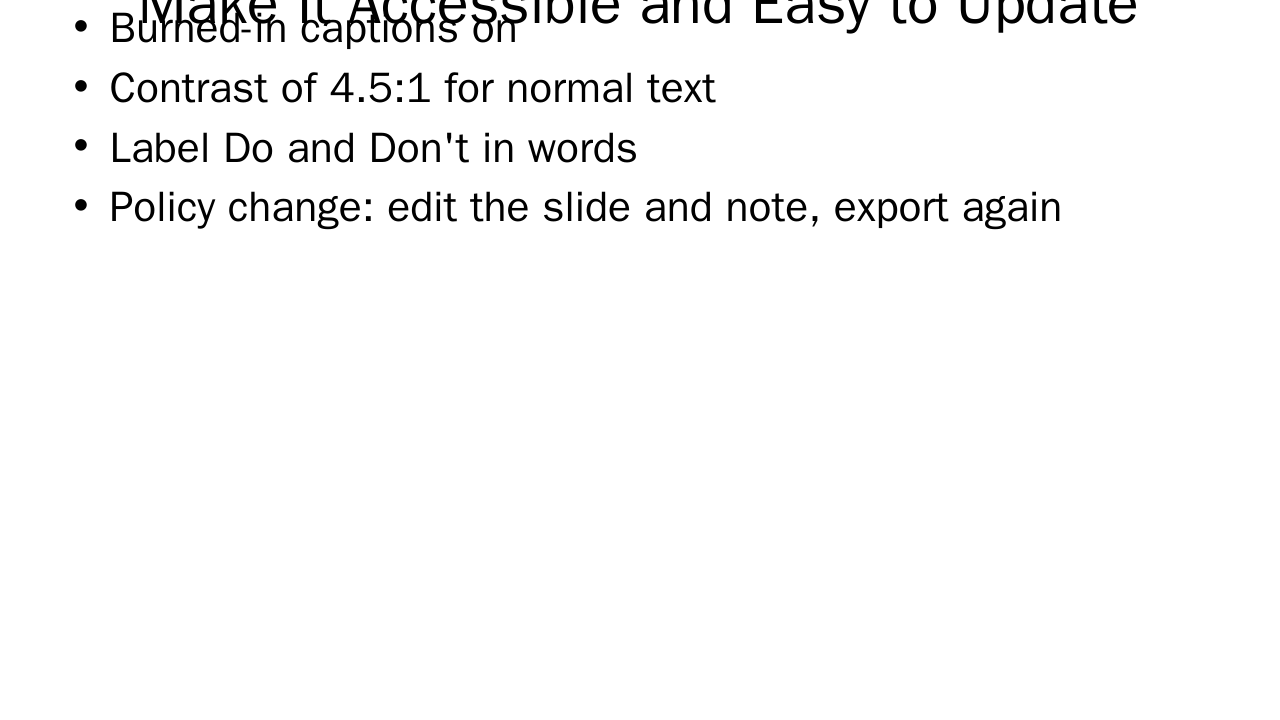 Make It Accessible and Easy to Update
• Burned-in captions on
• Contrast of 4.5:1 for normal text
• Label Do and Don't in words
• Policy change: edit the slide and note, export again